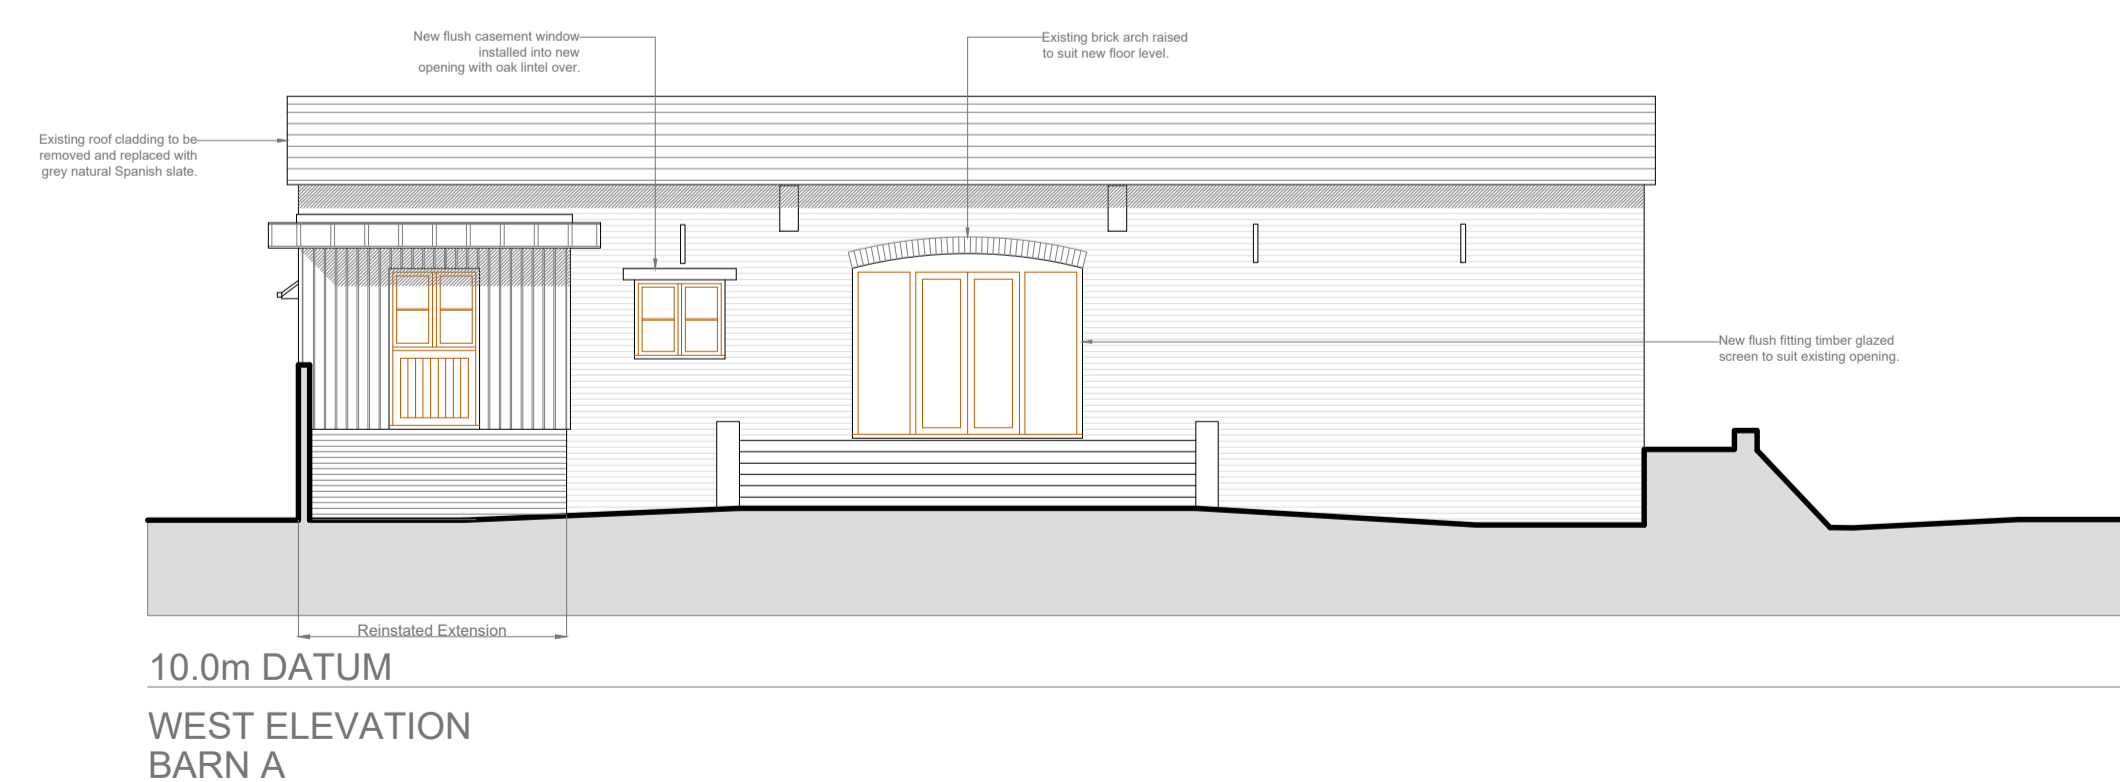 New flush casement window
installed into new
opening with oak lintel over.
Existing brick arch raised
to suit new floor level.
Existing roof cladding to be
removed and replaced with
grey natural Spanish slate.
New flush fitting timber glazed
screen to suit existing opening.
Reinstated Extension
10.0m DATUM
WEST ELEVATION
BARN A